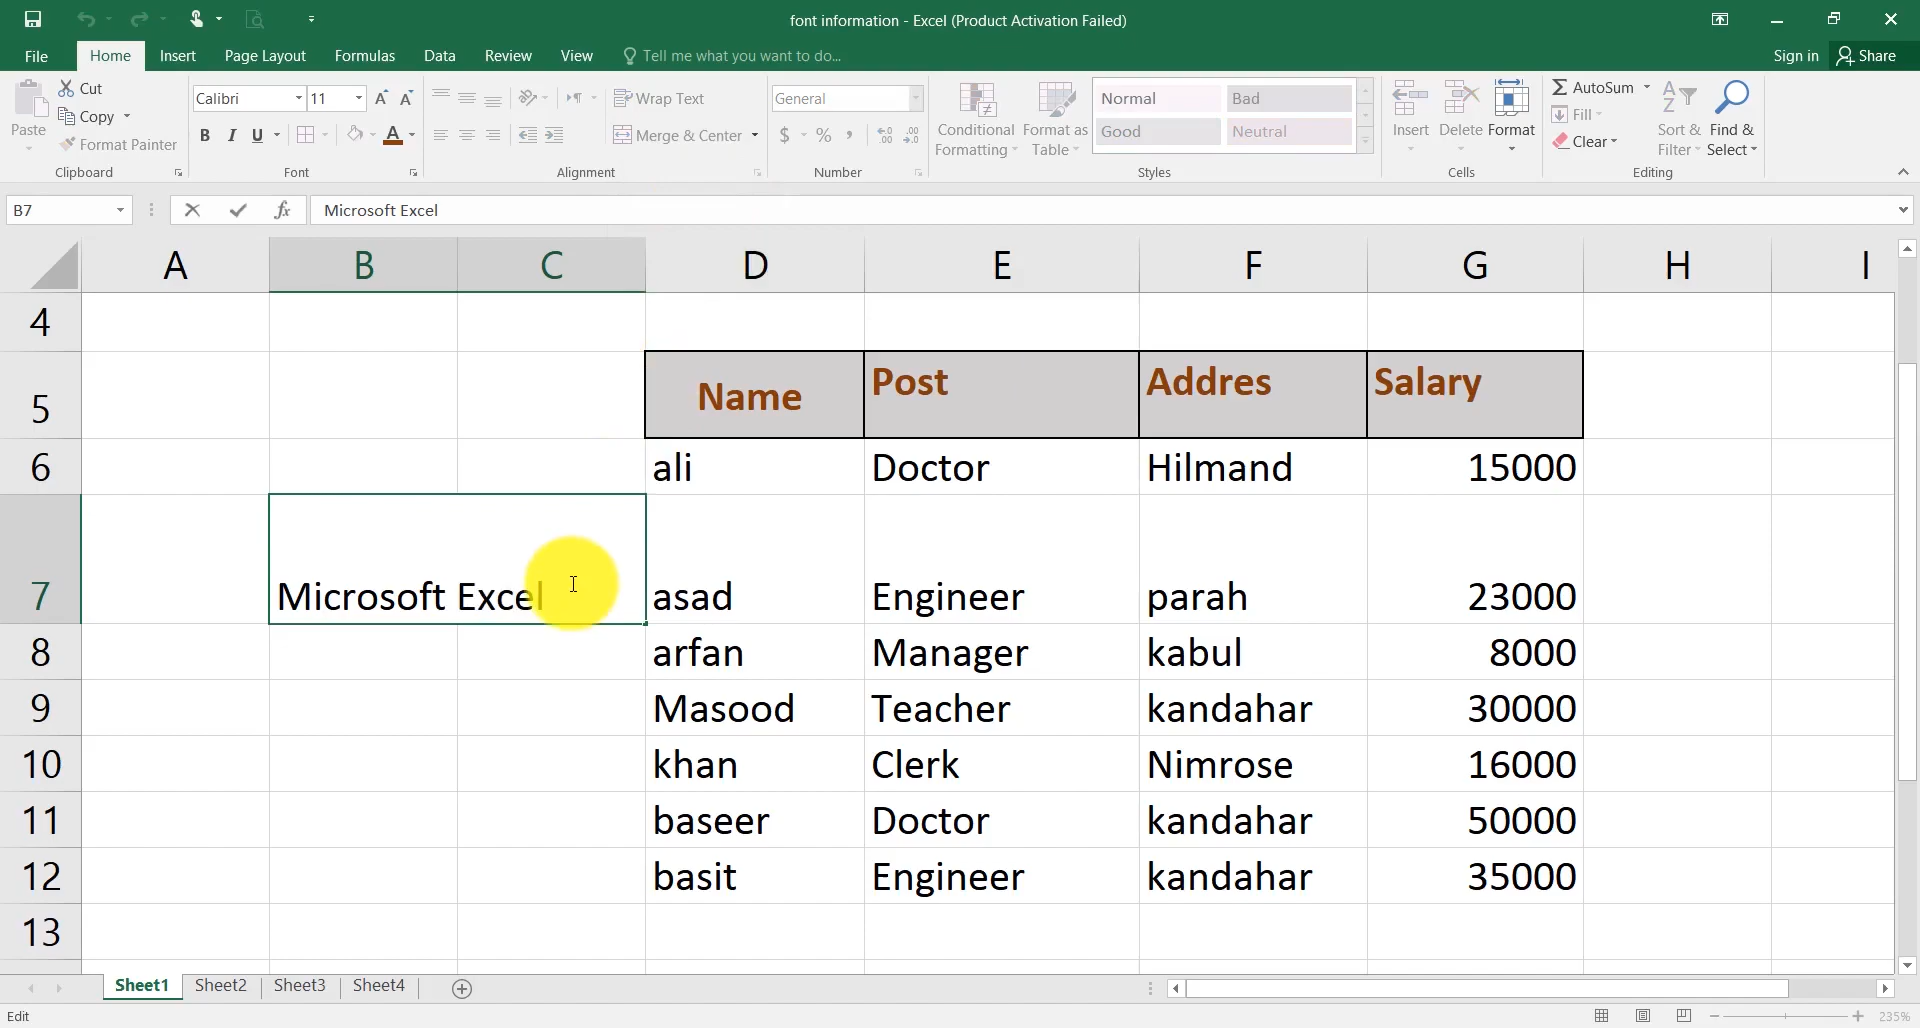 font information - Excel (Product Activation Failed)
File Home Insert Page Layout Formulas Data Review View Tell me what you want to do... Sign in Share
Paste
Cut
Copy
Format Painter
Clipboard
Calibri 11
B I U A
Font
Wrap Text
Merge & Center
Alignment
General
$ % ,
Number
Conditional Formatting
Format as Table
Normal Bad
Good Neutral
Styles
Insert Delete Format
Cells
AutoSum
Fill
Clear
Sort & Filter
Find & Select
Editing
B7 fx Microsoft Excel
A B C D E F G H I
4
5 Name Post Addres Salary
6 ali Doctor Hilmand 15000
7 Microsoft Excel asad Engineer parah 23000
8 arfan Manager kabul 8000
9 Masood Teacher kandahar 30000
10 khan Clerk Nimrose 16000
11 baseer Doctor kandahar 50000
12 basit Engineer kandahar 35000
13
Sheet1 Sheet2 Sheet3 Sheet4
Edit 235%